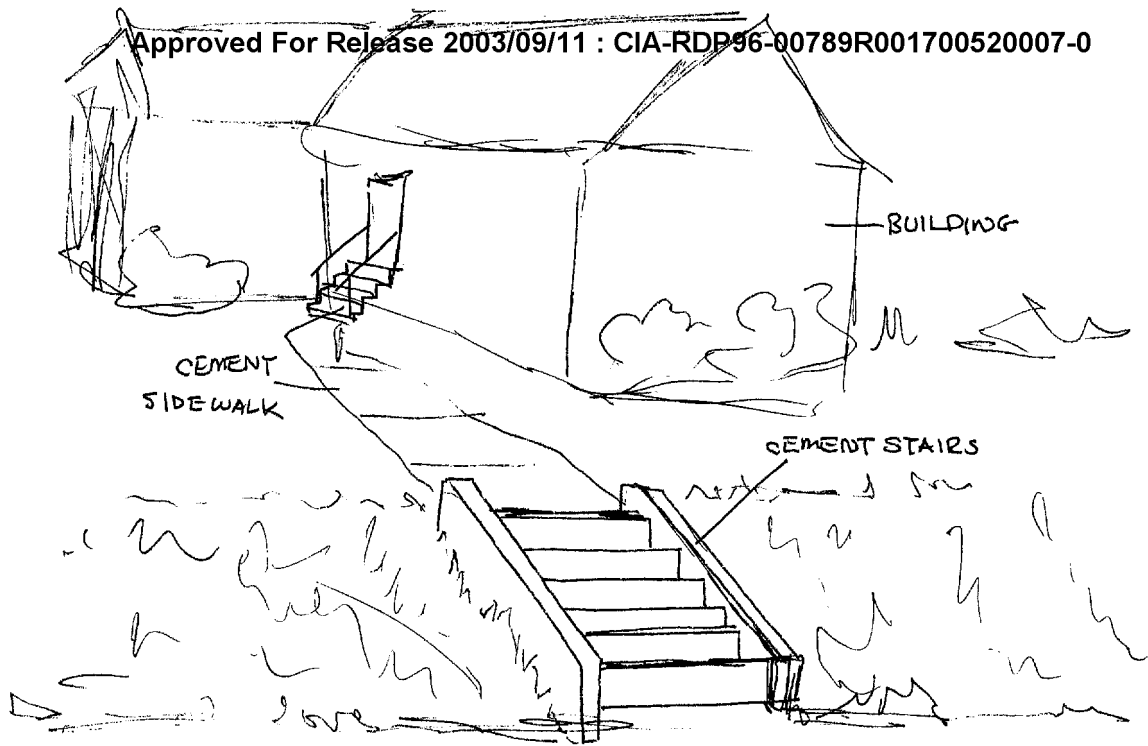 Approved For Release 2003/09/11 : CIA-RDP96-00789R001700520007-0
BUILDING
CEMENT
SIDEWALK
CEMENT STAIRS